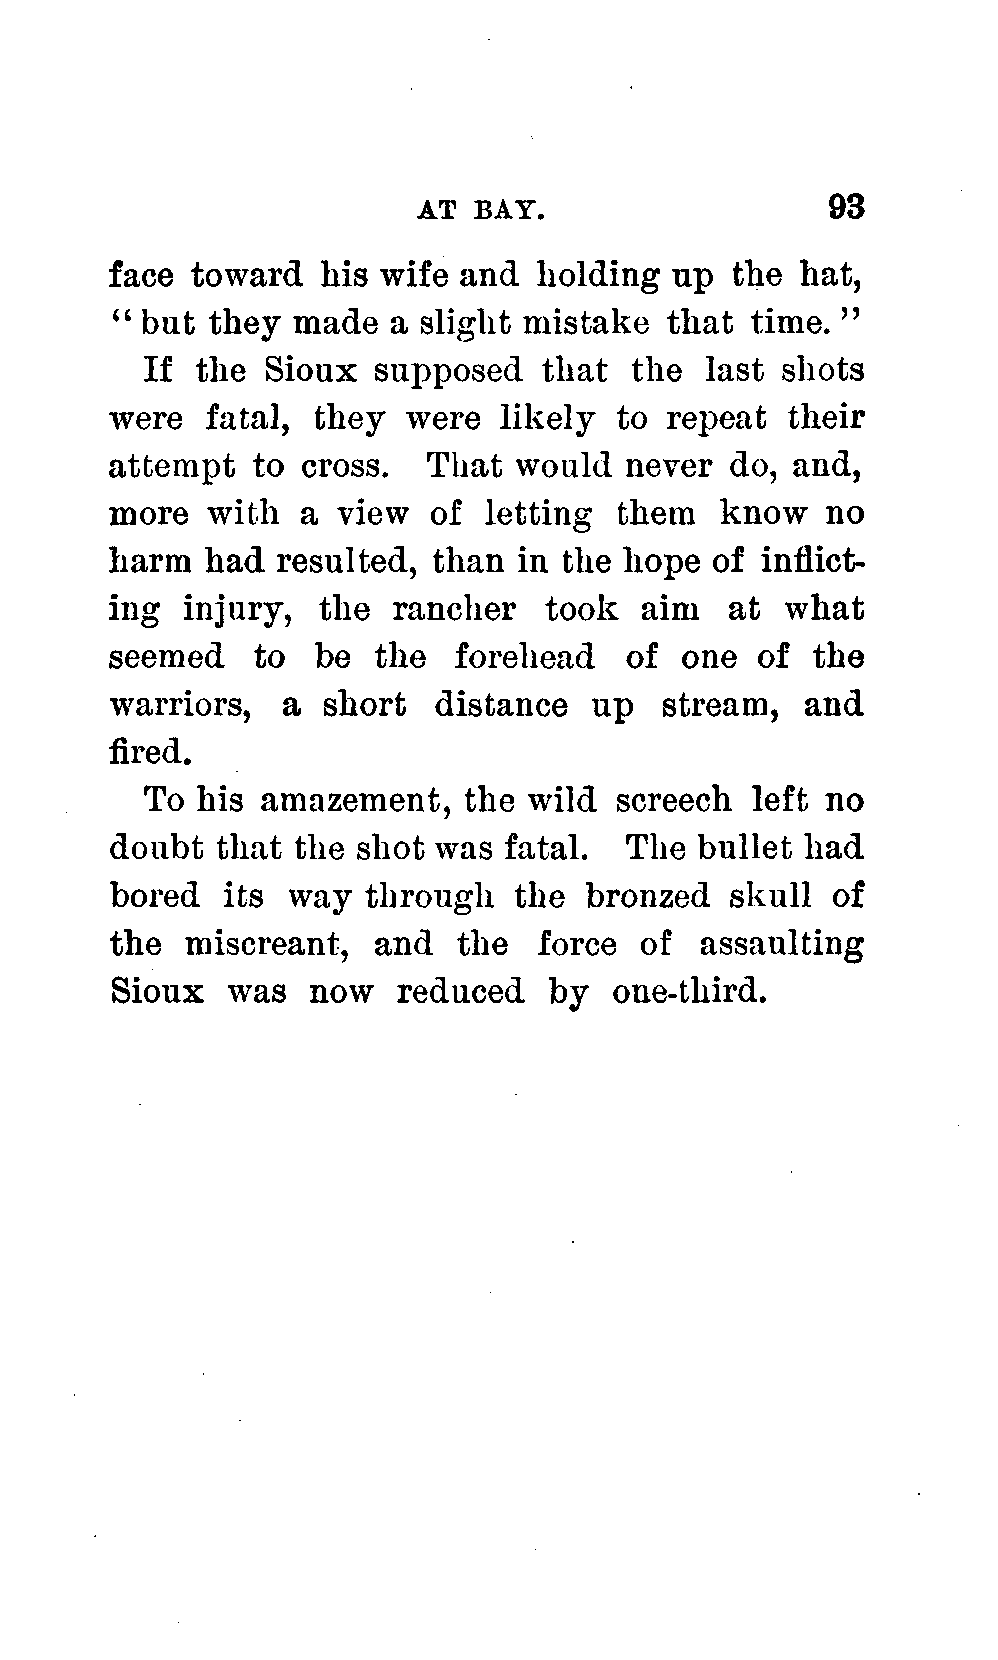 AT BAY. 93
face toward his wife and holding up the hat,
“but they made a slight mistake that time.”
If the Sioux supposed that the last shots
were fatal, they were likely to repeat their
attempt to cross. That would never do, and,
more with a view of letting them know no
harm had resulted, than in the hope of inflict-
ing injury, the rancher took aim at what
seemed to be the forehead of one of the
warriors, a short distance up stream, and
fired.
To his amazement, the wild screech left no
doubt that the shot was fatal. The bullet had
bored its way through the bronzed skull of
the miscreant, and the force of assaulting
Sioux was now reduced by one-third.